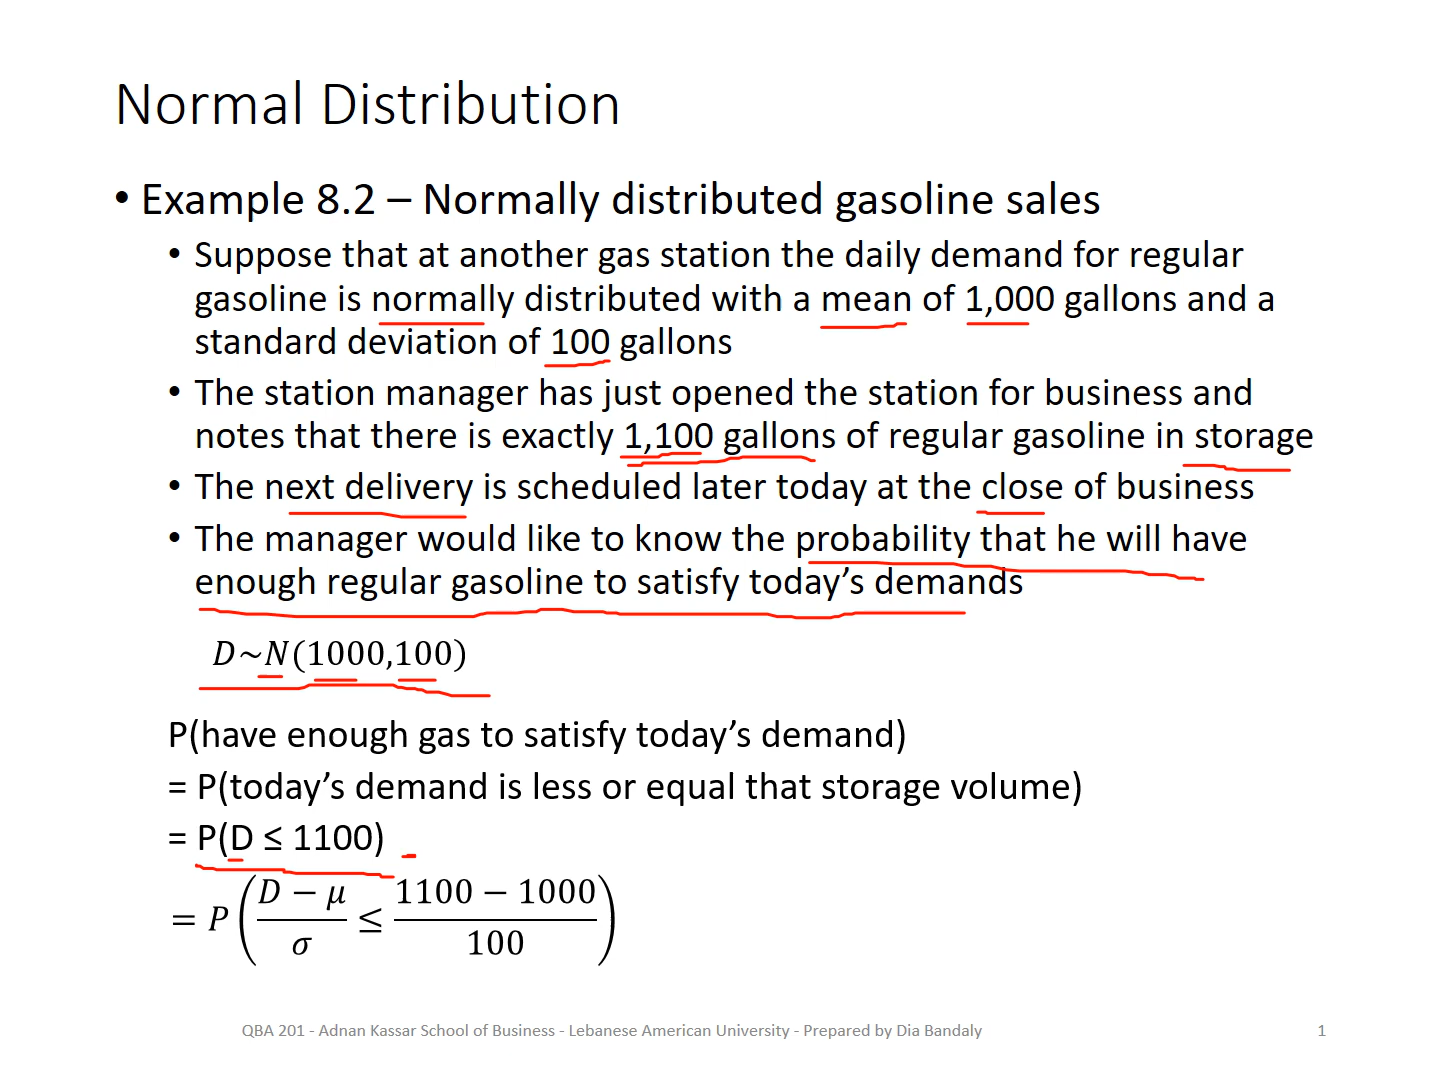 Normal Distribution
• Example 8.2 – Normally distributed gasoline sales
• Suppose that at another gas station the daily demand for regular
gasoline is normally distributed with a mean of 1,000 gallons and a
standard deviation of 100 gallons
• The station manager has just opened the station for business and
notes that there is exactly 1,100 gallons of regular gasoline in storage
• The next delivery is scheduled later today at the close of business
• The manager would like to know the probability that he will have
enough regular gasoline to satisfy today’s demands
D~N(1000,100)
P(have enough gas to satisfy today’s demand)
= P(today’s demand is less or equal that storage volume)
= P(D ≤ 1100)
= P((D − μ)/σ ≤ (1100 − 1000)/100)
QBA 201 - Adnan Kassar School of Business - Lebanese American University - Prepared by Dia Bandaly
1